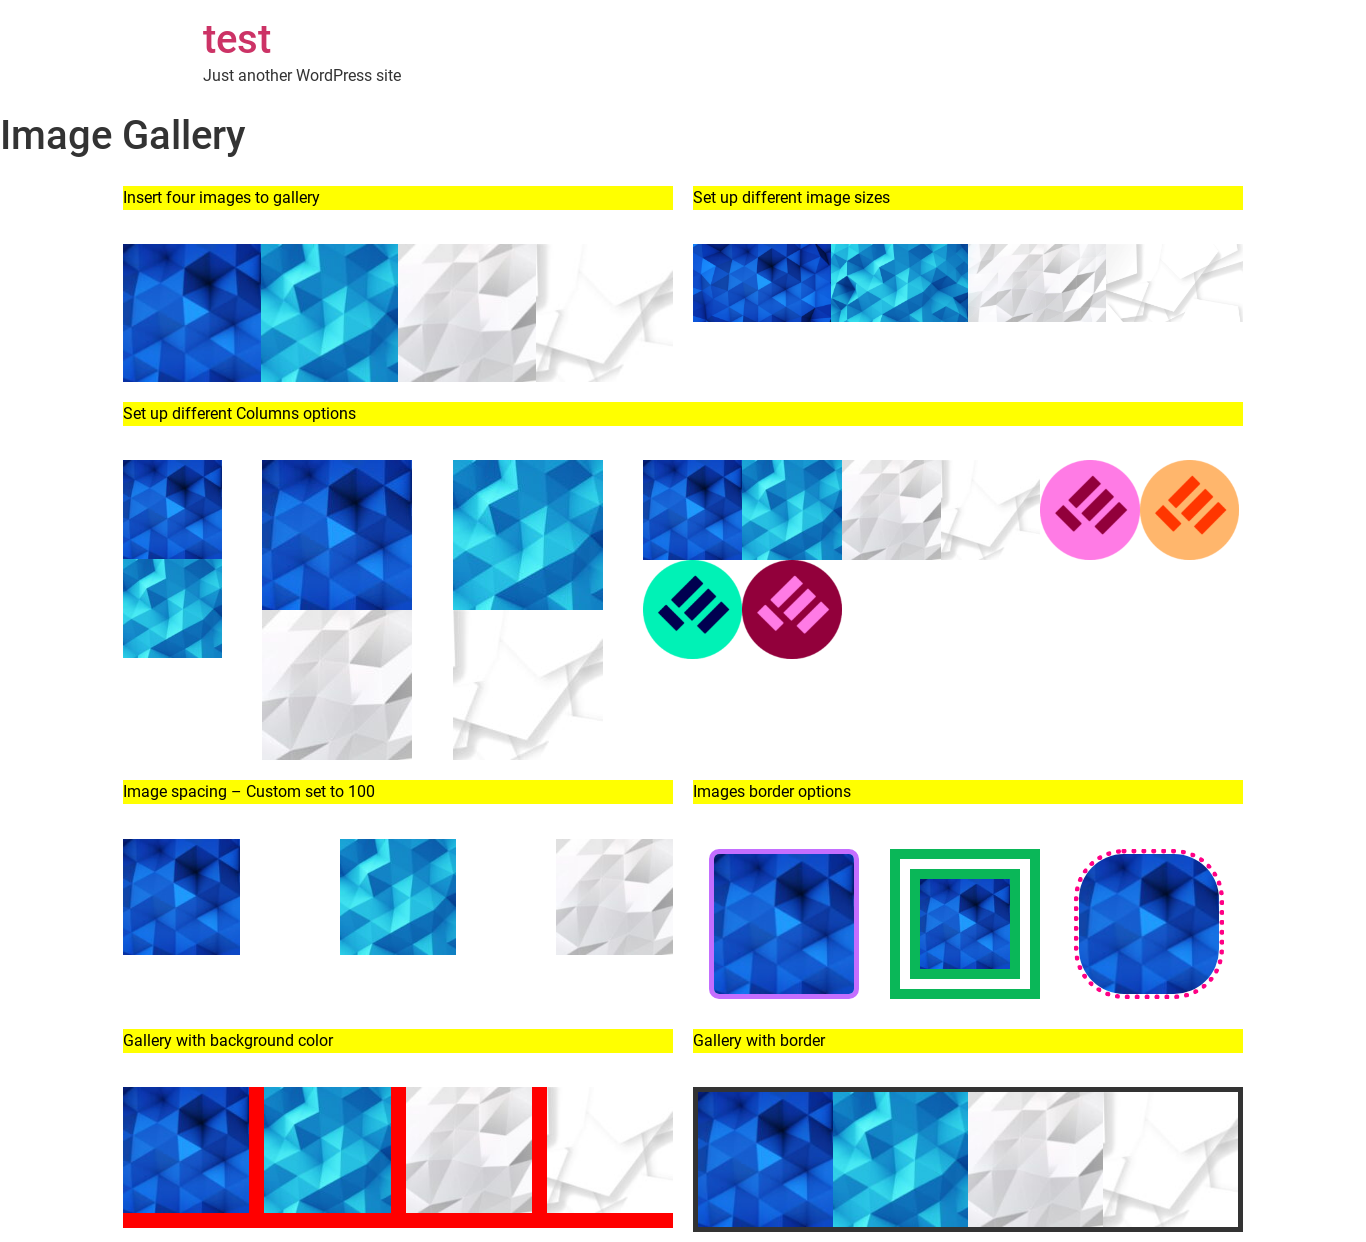 test
Just another WordPress site
Image Gallery
Insert four images to gallery
Set up different image sizes
Set up different Columns options
Image spacing – Custom set to 100
Images border options
Gallery with background color
Gallery with border